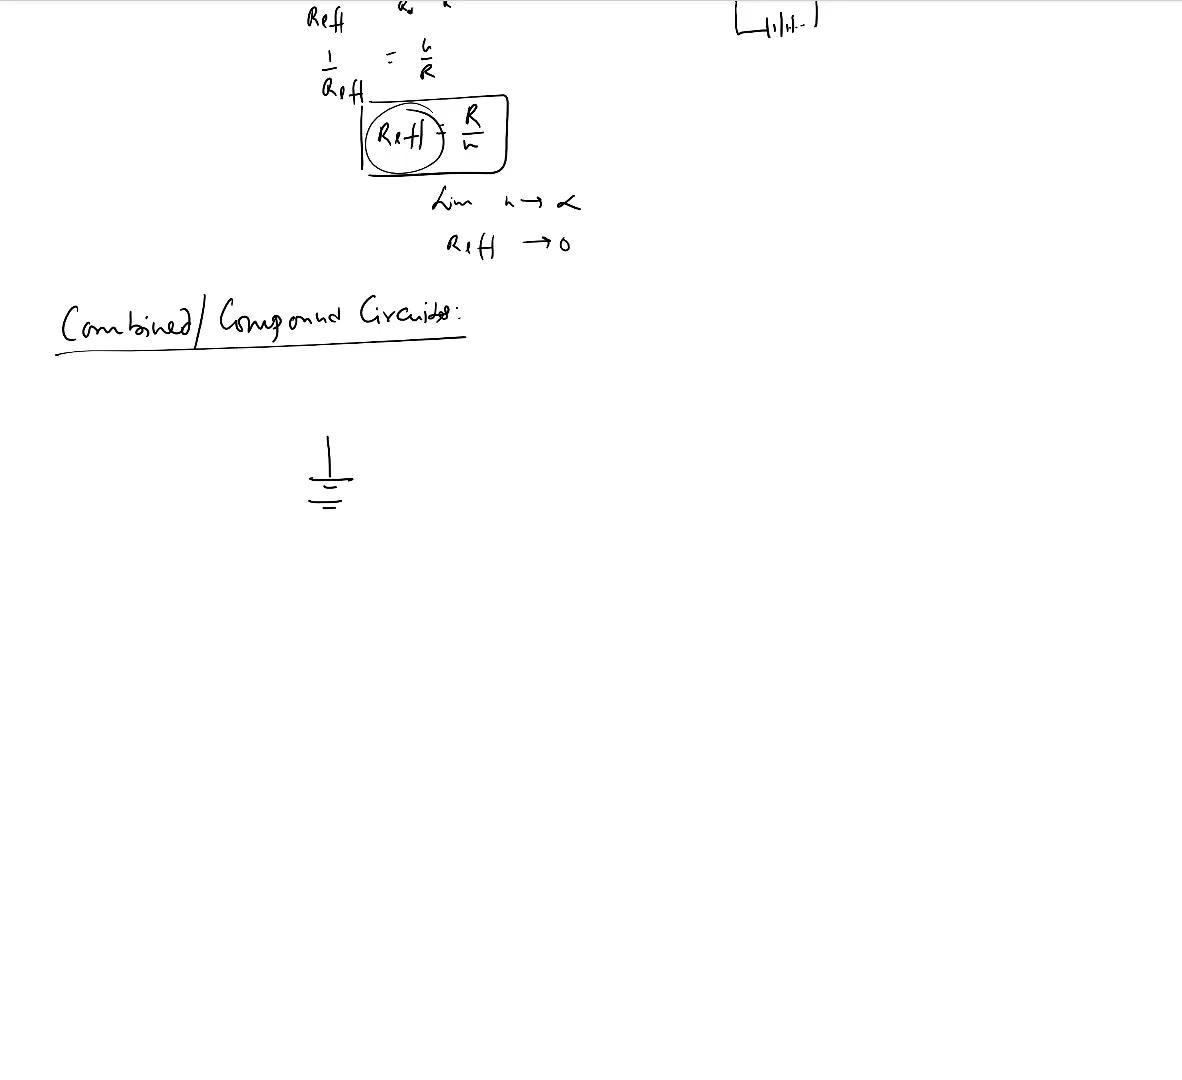 Reff
1/Reff = n/R
Reff = R/n
Lim n → ∝
Reff → 0
Combined/Compound Circuits: